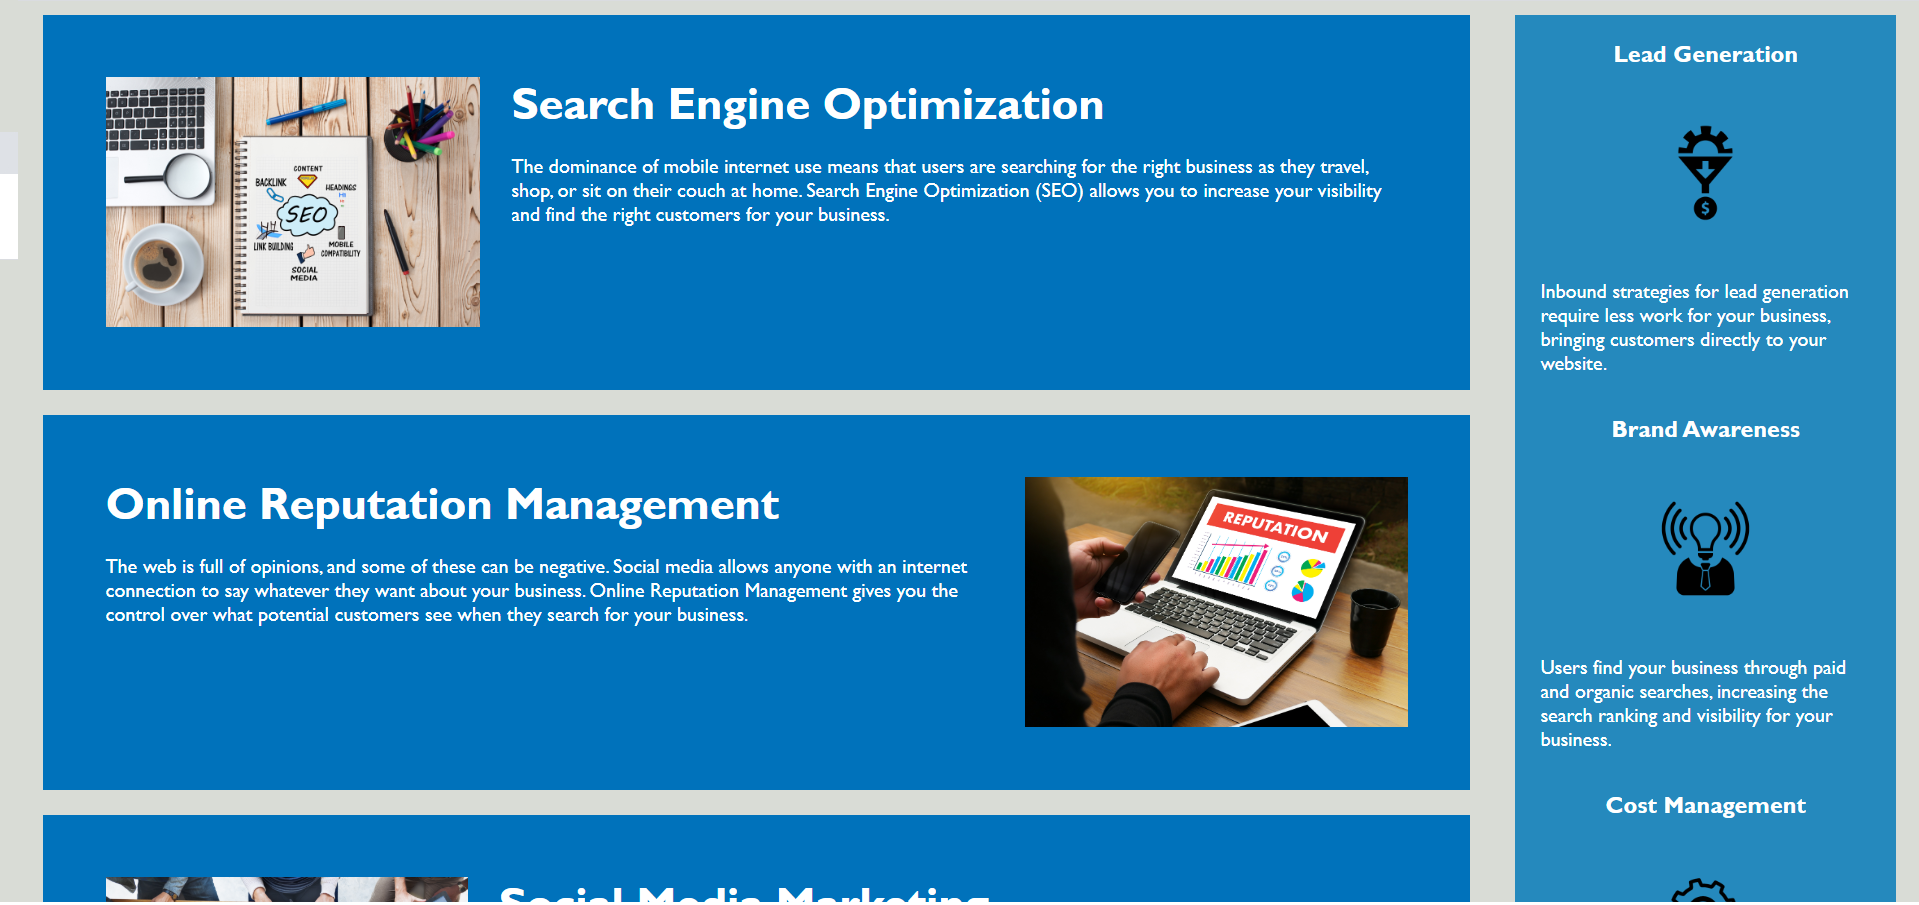 Search Engine Optimization
The dominance of mobile internet use means that users are searching for the right business as they travel,
shop, or sit on their couch at home. Search Engine Optimization (SEO) allows you to increase your visibility
and find the right customers for your business.
CONTENT
BACKLINK
HEADINGS
SEO
LINK BUILDING
MOBILE
COMPATIBILITY
SOCIAL
MEDIA
Online Reputation Management
The web is full of opinions, and some of these can be negative. Social media allows anyone with an internet
connection to say whatever they want about your business. Online Reputation Management gives you the
control over what potential customers see when they search for your business.
REPUTATION
Social Media Marketing
Lead Generation
$
Inbound strategies for lead generation
require less work for your business,
bringing customers directly to your
website.
Brand Awareness
Users find your business through paid
and organic searches, increasing the
search ranking and visibility for your
business.
Cost Management